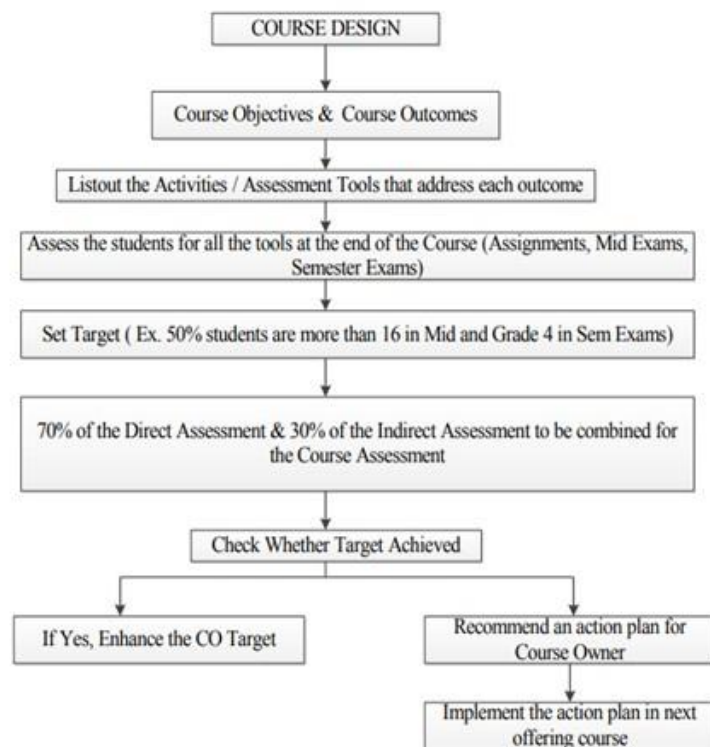 COURSE DESIGN
Course Objectives & Course Outcomes
Listout the Activities / Assessment Tools that address each outcome
Assess the students for all the tools at the end of the Course (Assignments, Mid Exams,
Semester Exams)
Set Target ( Ex. 50% students are more than 16 in Mid and Grade 4 in Sem Exams)
70% of the Direct Assessment & 30% of the Indirect Assessment to be combined for
the Course Assessment
Check Whether Target Achieved
If Yes, Enhance the CO Target
Recommend an action plan for
Course Owner
Implement the action plan in next
offering course